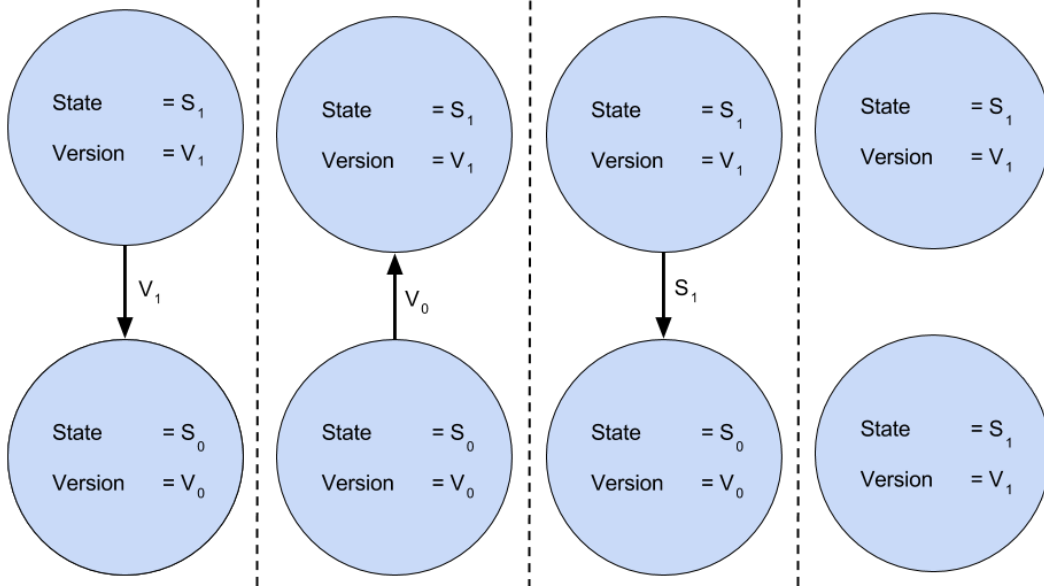 State = S₁
Version = V₁
V₁
State = S₀
Version = V₀
State = S₁
Version = V₁
V₀
State = S₀
Version = V₀
State = S₁
Version = V₁
S₁
State = S₀
Version = V₀
State = S₁
Version = V₁
State = S₁
Version = V₁